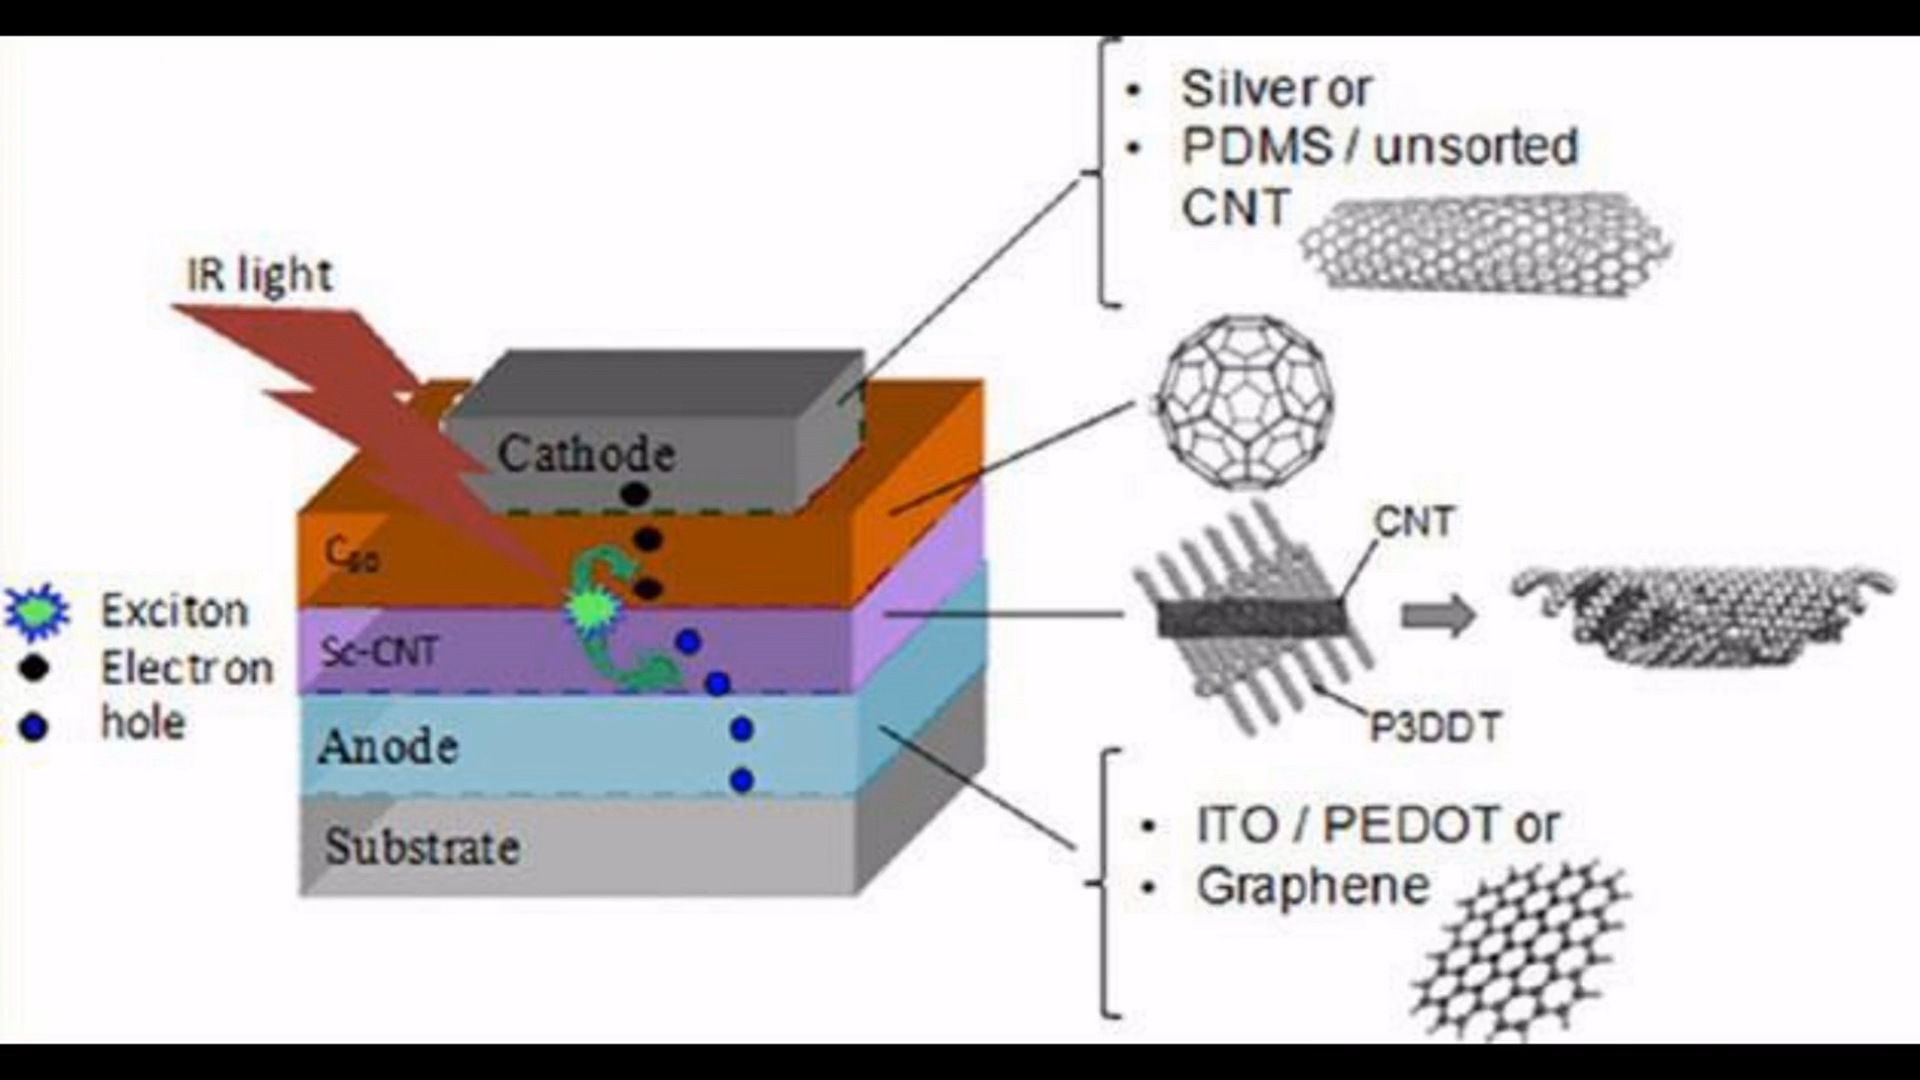 • Silver or
• PDMS / unsorted
CNT
IR light
Cathode
C60
Sc-CNT
Anode
Substrate
Exciton
Electron
hole
CNT
P3DDT
• ITO / PEDOT or
• Graphene